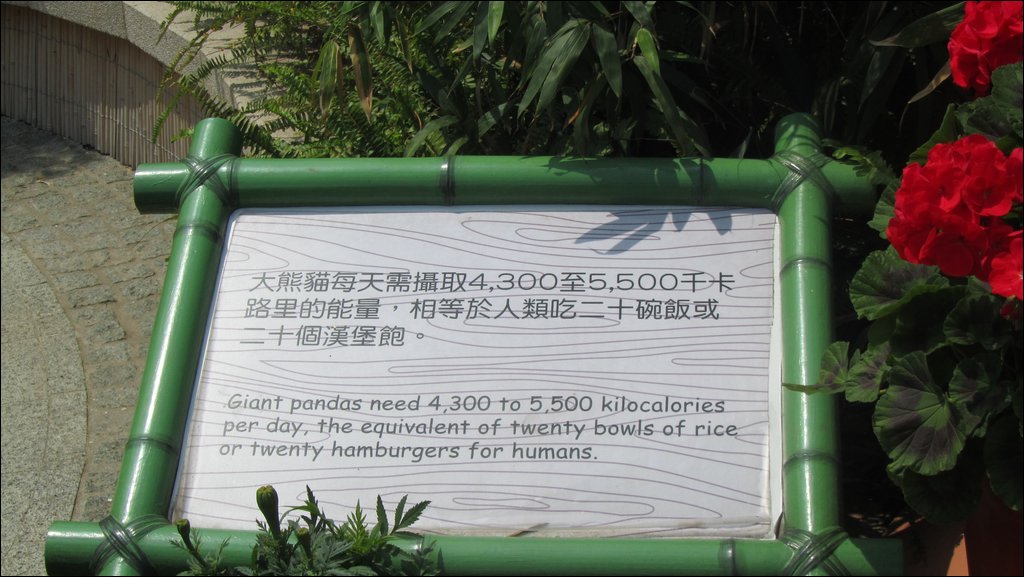 大熊貓每天需攝取4,300至5,500千卡
路里的能量，相等於人類吃二十碗飯或
二十個漢堡飽。
Giant pandas need 4,300 to 5,500 kilocalories
per day, the equivalent of twenty bowls of rice
or twenty hamburgers for humans.